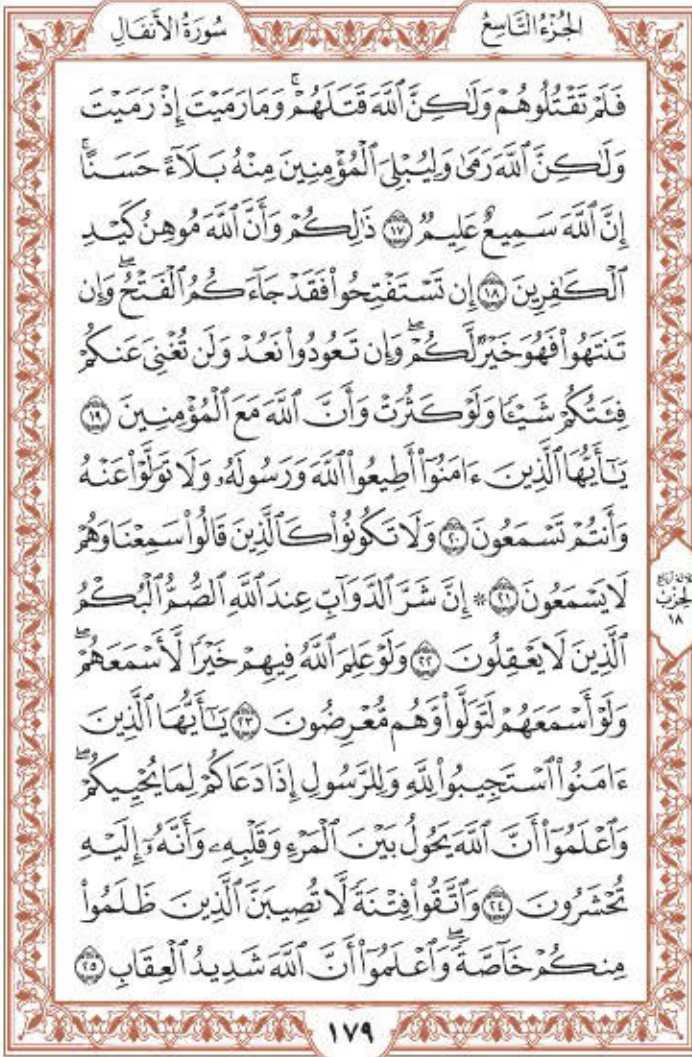 سُورَةُ الأَنفَالِ
الجُزْءُ التَّاسِعُ
فَلَمْ تَقْتُلُوهُمْ وَلَٰكِنَّ ٱللَّهَ قَتَلَهُمْۚ وَمَا رَمَيْتَ إِذْ رَمَيْتَ
وَلَٰكِنَّ ٱللَّهَ رَمَىٰ وَلِيُبْلِيَ ٱلْمُؤْمِنِينَ مِنْهُ بَلَآءً حَسَنًاۚ
إِنَّ ٱللَّهَ سَمِيعٌ عَلِيمٌ ١٧ ذَٰلِكُمْ وَأَنَّ ٱللَّهَ مُوهِنُ كَيْدِ
ٱلْكَٰفِرِينَ ١٨ إِن تَسْتَفْتِحُوا۟ فَقَدْ جَآءَكُمُ ٱلْفَتْحُۖ وَإِن
تَنتَهُوا۟ فَهُوَ خَيْرٌ لَّكُمْۖ وَإِن تَعُودُوا۟ نَعُدْ وَلَن تُغْنِيَ عَنكُمْ
فِئَتُكُمْ شَيْـًٔا وَلَوْ كَثُرَتْ وَأَنَّ ٱللَّهَ مَعَ ٱلْمُؤْمِنِينَ ١٩
يَٰٓأَيُّهَا ٱلَّذِينَ ءَامَنُوٓا۟ أَطِيعُوا۟ ٱللَّهَ وَرَسُولَهُۥ وَلَا تَوَلَّوْا۟ عَنْهُ
وَأَنتُمْ تَسْمَعُونَ ٢٠ وَلَا تَكُونُوا۟ كَٱلَّذِينَ قَالُوا۟ سَمِعْنَا وَهُمْ
لَا يَسْمَعُونَ ٢١ ۞ إِنَّ شَرَّ ٱلدَّوَآبِّ عِندَ ٱللَّهِ ٱلصُّمُّ ٱلْبُكْمُ
ٱلَّذِينَ لَا يَعْقِلُونَ ٢٢ وَلَوْ عَلِمَ ٱللَّهُ فِيهِمْ خَيْرًا لَّأَسْمَعَهُمْۖ
وَلَوْ أَسْمَعَهُمْ لَتَوَلَّوا۟ وَّهُم مُّعْرِضُونَ ٢٣ يَٰٓأَيُّهَا ٱلَّذِينَ
ءَامَنُوا۟ ٱسْتَجِيبُوا۟ لِلَّهِ وَلِلرَّسُولِ إِذَا دَعَاكُمْ لِمَا يُحْيِيكُمْۖ
وَٱعْلَمُوٓا۟ أَنَّ ٱللَّهَ يَحُولُ بَيْنَ ٱلْمَرْءِ وَقَلْبِهِۦ وَأَنَّهُۥٓ إِلَيْهِ
تُحْشَرُونَ ٢٤ وَٱتَّقُوا۟ فِتْنَةً لَّا تُصِيبَنَّ ٱلَّذِينَ ظَلَمُوا۟
مِنكُمْ خَآصَّةًۖ وَٱعْلَمُوٓا۟ أَنَّ ٱللَّهَ شَدِيدُ ٱلْعِقَابِ ٢٥
الحِزْب
١٨
١٧٩